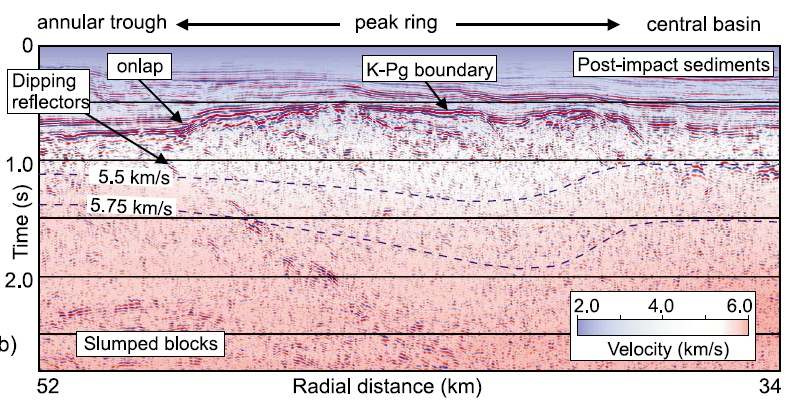 annular trough
peak ring
central basin
0
onlap
K-Pg boundary
Post-impact sediments
Dipping
reflectors
1.0
5.5 km/s
5.75 km/s
Time (s)
2.0
2.0 4.0 6.0
Velocity (km/s)
b)
Slumped blocks
52
Radial distance (km)
34